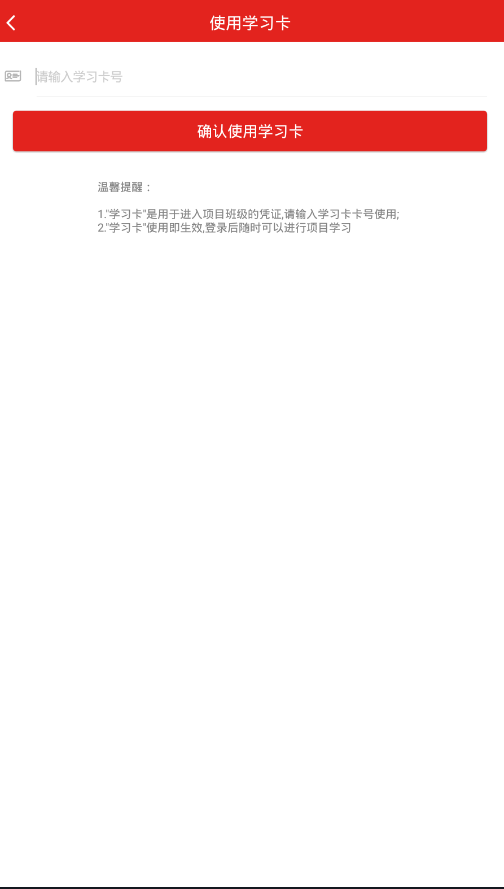 使用学习卡
请输入学习卡号
确认使用学习卡
温馨提醒：
1."学习卡"是用于进入项目班级的凭证,请输入学习卡卡号使用;
2."学习卡"使用即生效,登录后随时可以进行项目学习